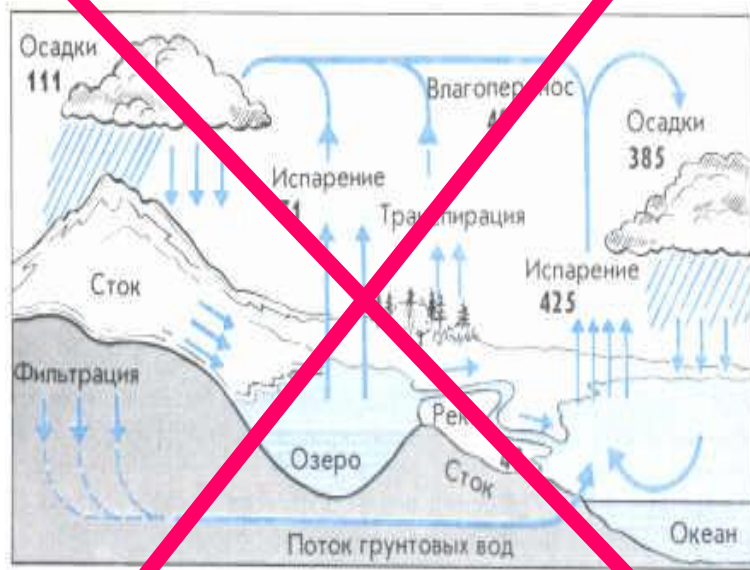 Осадки
111
Влагоперенос
Осадки
385
Испарение
Транспирация
Испарение
425
Сток
Фильтрация
Озеро
Сток
Океан
Поток грунтовых вод